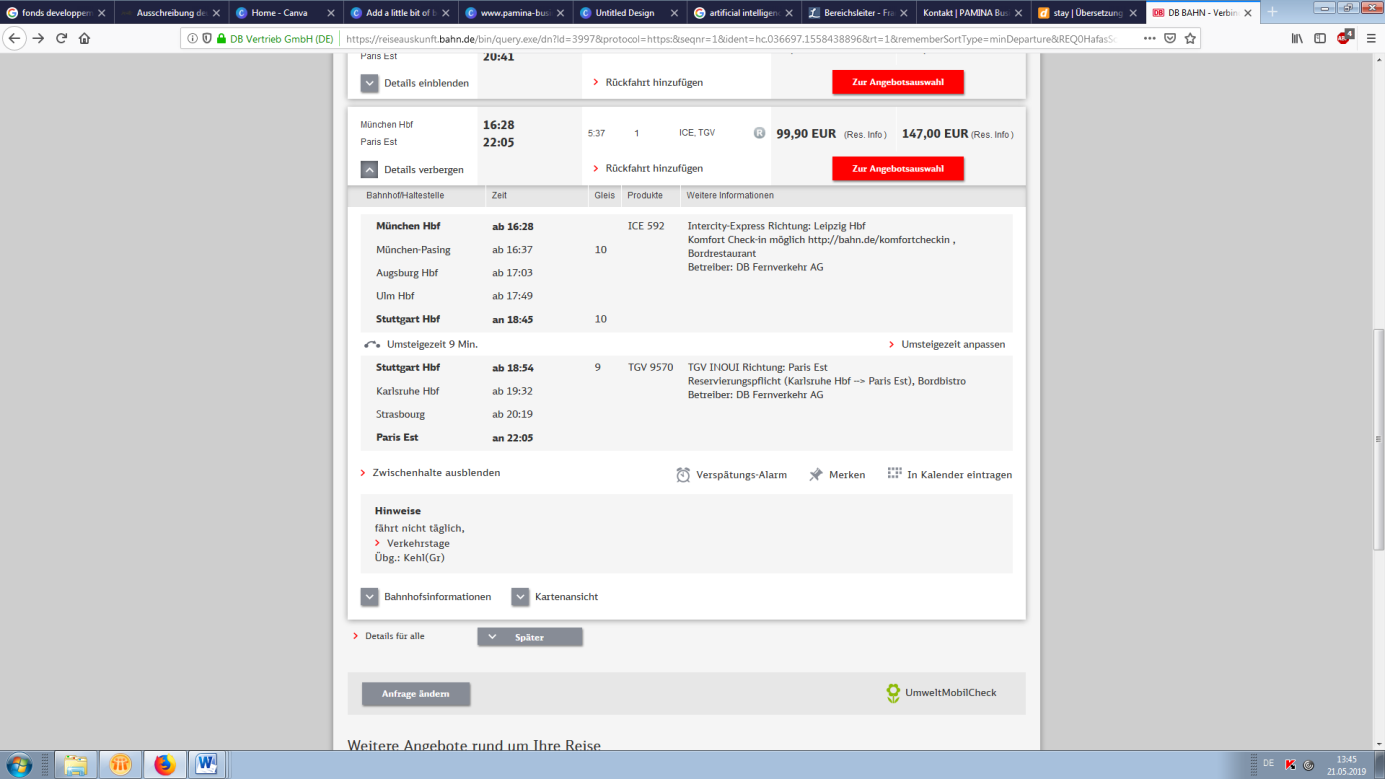 fonds developpem
Ausschreibung de
Home - Canva
Add a little bit of b
www.pamina-busi
Untitled Design
artificial intelligen
Bereichsleiter - Fra
Kontakt | PAMINA Busi
stay | Übersetzung
DB BAHN - Verbin
DB Vertrieb GmbH (DE)
https://reiseauskunft.bahn.de/bin/query.exe/dn?ld=3997&protocol=https:&seqnr=1&ident=hc.036697.1558438896&rt=1&rememberSortType=minDeparture&REQ0HafasSc
4
Paris Est 20:41
Details einblenden
Rückfahrt hinzufügen
Zur Angebotsauswahl
München Hbf 16:28
Paris Est 22:05
5:37 1 ICE, TGV R 99,90 EUR (Res. Info) 147,00 EUR (Res. Info)
Details verbergen
Rückfahrt hinzufügen
Zur Angebotsauswahl
Bahnhof/Haltestelle Zeit Gleis Produkte Weitere Informationen
München Hbf ab 16:28 ICE 592 Intercity-Express Richtung: Leipzig Hbf
Komfort Check-in möglich http://bahn.de/komfortcheckin ,
München-Pasing ab 16:37 10
Bordrestaurant
Betreiber: DB Fernverkehr AG
Augsburg Hbf ab 17:03
Ulm Hbf ab 17:49
Stuttgart Hbf an 18:45 10
Umsteigezeit 9 Min.
Umsteigezeit anpassen
Stuttgart Hbf ab 18:54 9 TGV 9570 TGV INOUI Richtung: Paris Est
Reservierungspflicht (Karlsruhe Hbf --> Paris Est), Bordbistro
Karlsruhe Hbf ab 19:32
Betreiber: DB Fernverkehr AG
Strasbourg ab 20:19
Paris Est an 22:05
Zwischenhalte ausblenden
Verspätungs-Alarm
Merken
In Kalender eintragen
Hinweise
fährt nicht täglich,
Verkehrstage
Übg.: Kehl(Gr)
Bahnhofsinformationen
Kartenansicht
Details für alle
Später
Anfrage ändern
UmweltMobilCheck
Weitere Angebote rund um Ihre Reise
DE
13:45
21.05.2019